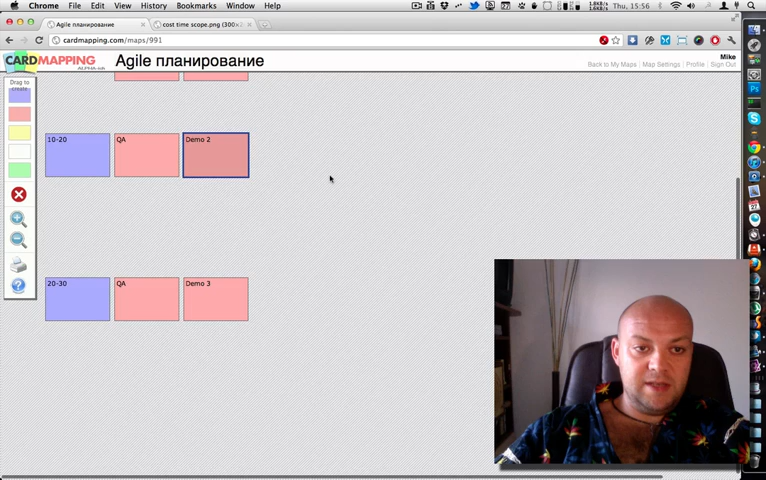 Chrome File Edit View History Bookmarks Window Help
Thu, 15:56
Agile планирование
cost time scope.png (300×2
cardmapping.com/maps/991
CARDMAPPING
Agile планирование
Mike
Back to My Maps | Map Settings | Profile | Sign Out
Drag to create
10-20
QA
Demo 2
20-30
QA
Demo 3